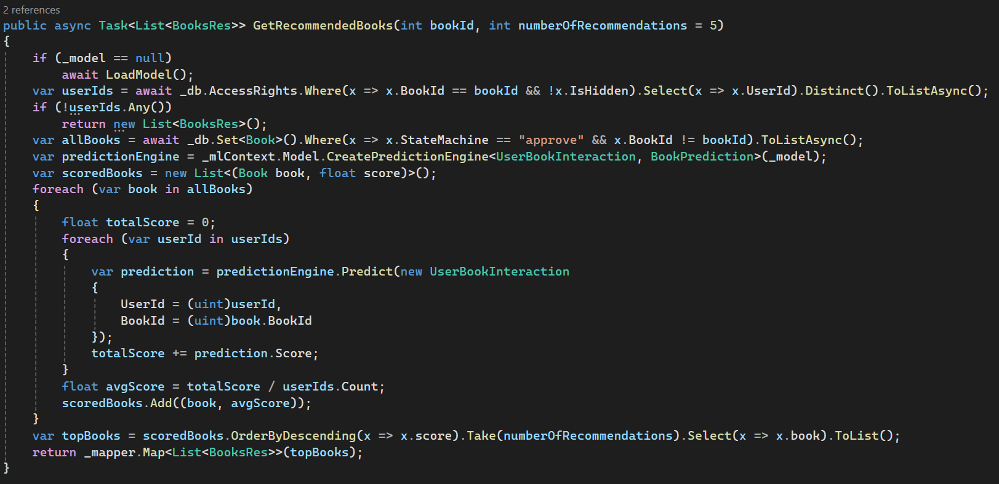 2 references
public async Task<List<BooksRes>> GetRecommendedBooks(int bookId, int numberOfRecommendations = 5)
{
    if (_model == null)
        await LoadModel();
    var userIds = await _db.AccessRights.Where(x => x.BookId == bookId && !x.IsHidden).Select(x => x.UserId).Distinct().ToListAsync();
    if (!userIds.Any())
        return new List<BooksRes>();
    var allBooks = await _db.Set<Book>().Where(x => x.StateMachine == "approve" && x.BookId != bookId).ToListAsync();
    var predictionEngine = _mlContext.Model.CreatePredictionEngine<UserBookInteraction, BookPrediction>(_model);
    var scoredBooks = new List<(Book book, float score)>();
    foreach (var book in allBooks)
    {
        float totalScore = 0;
        foreach (var userId in userIds)
        {
            var prediction = predictionEngine.Predict(new UserBookInteraction
            {
                UserId = (uint)userId,
                BookId = (uint)book.BookId
            });
            totalScore += prediction.Score;
        }
        float avgScore = totalScore / userIds.Count;
        scoredBooks.Add((book, avgScore));
    }
    var topBooks = scoredBooks.OrderByDescending(x => x.score).Take(numberOfRecommendations).Select(x => x.book).ToList();
    return _mapper.Map<List<BooksRes>>(topBooks);
}